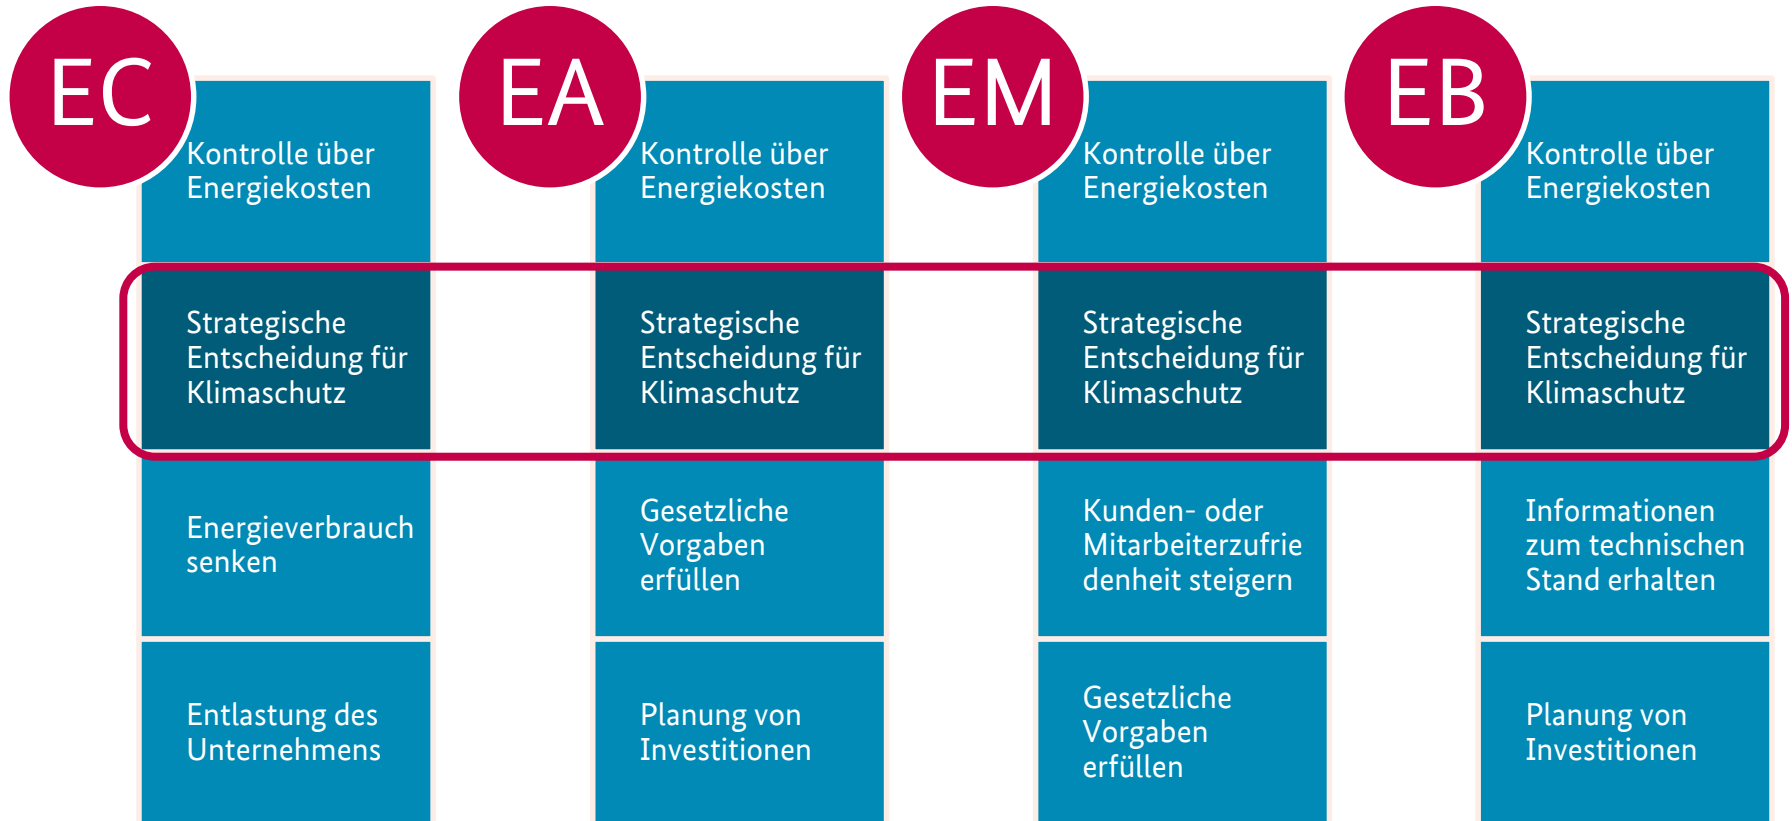 EC
Kontrolle über
Energiekosten
Strategische
Entscheidung für
Klimaschutz
Energieverbrauch
senken
Entlastung des
Unternehmens
EA
Kontrolle über
Energiekosten
Strategische
Entscheidung für
Klimaschutz
Gesetzliche
Vorgaben
erfüllen
Planung von
Investitionen
EM
Kontrolle über
Energiekosten
Strategische
Entscheidung für
Klimaschutz
Kunden- oder
Mitarbeiterzufrie
denheit steigern
Gesetzliche
Vorgaben
erfüllen
EB
Kontrolle über
Energiekosten
Strategische
Entscheidung für
Klimaschutz
Informationen
zum technischen
Stand erhalten
Planung von
Investitionen